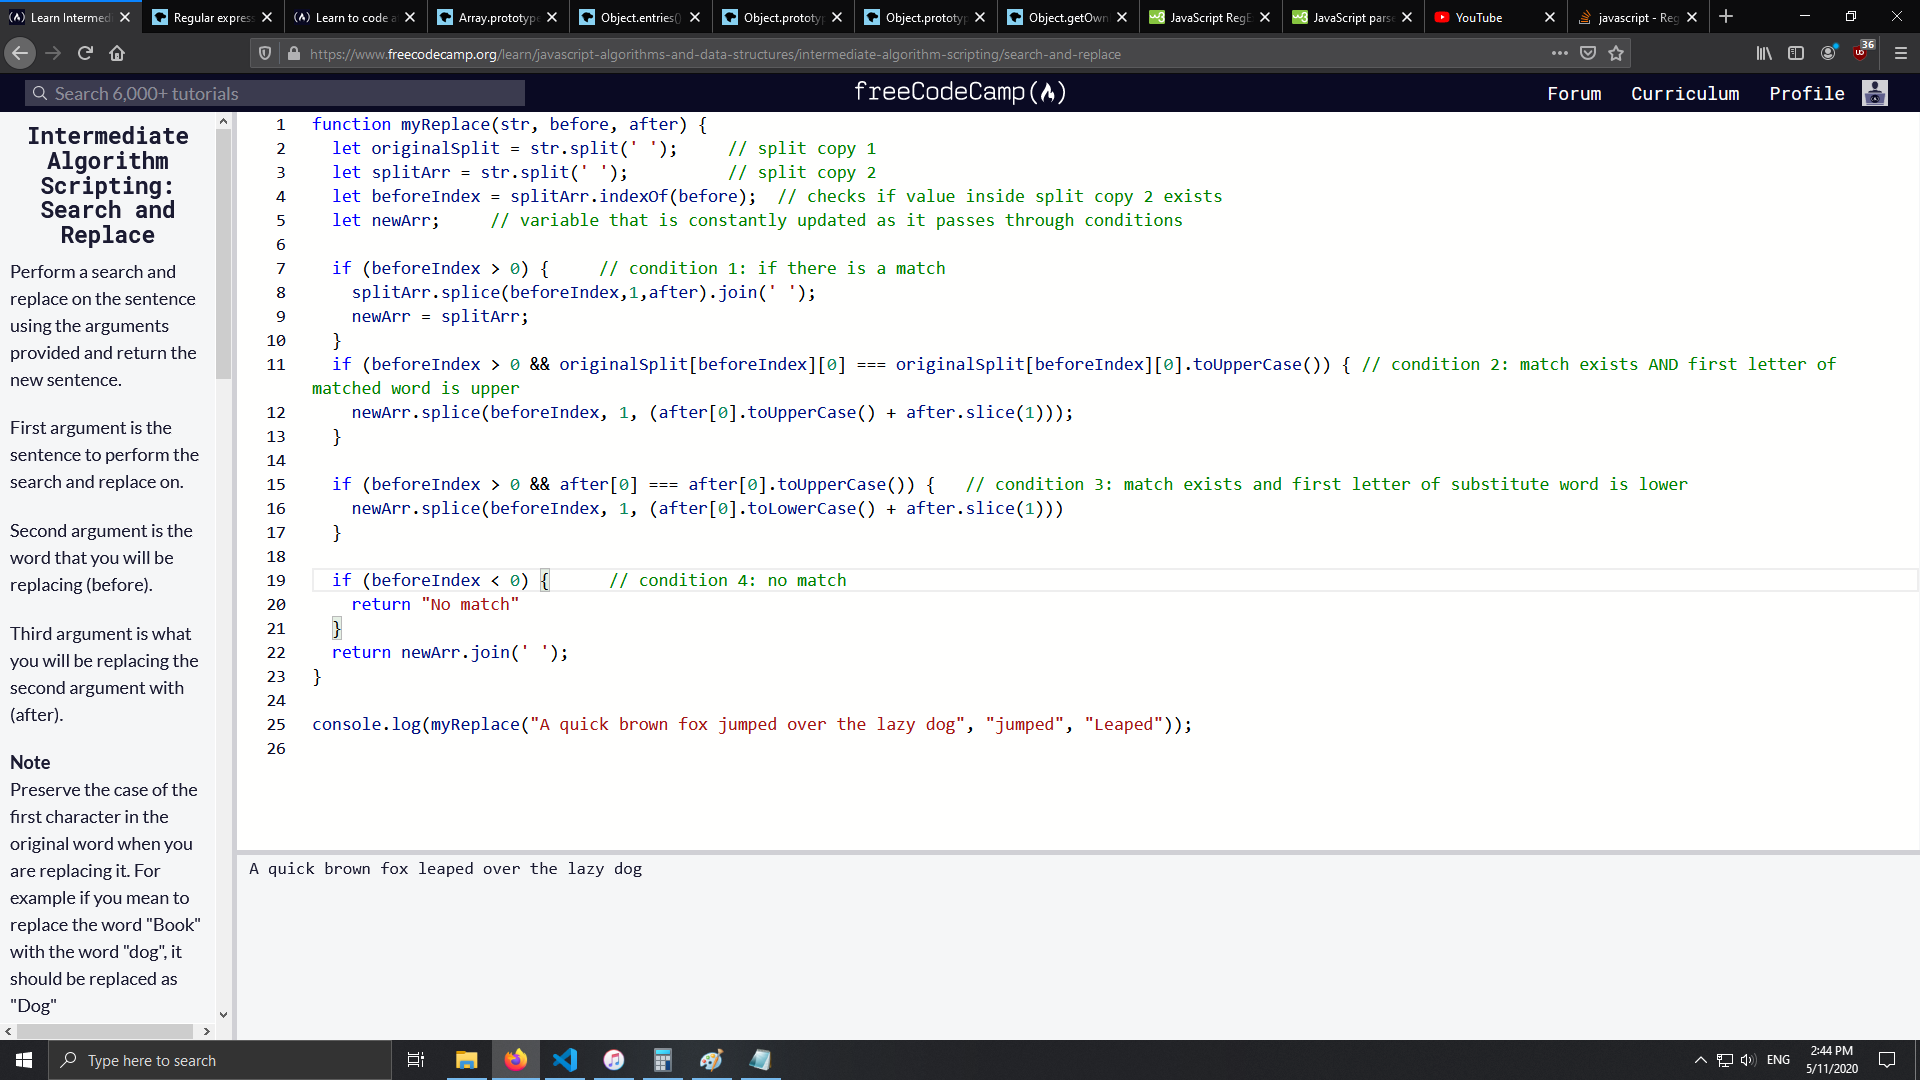 Learn Intermedi
Regular express
Learn to code a
Array.prototype
Object.entries()
Object.prototyp
Object.prototyp
Object.getOwn
JavaScript RegE
JavaScript parse
YouTube
javascript - Reg
https://www.freecodecamp.org/learn/javascript-algorithms-and-data-structures/intermediate-algorithm-scripting/search-and-replace
36
Search 6,000+ tutorials
freeCodeCamp
Forum Curriculum Profile
Intermediate
Algorithm
Scripting:
Search and
Replace
Perform a search and
replace on the sentence
using the arguments
provided and return the
new sentence.
First argument is the
sentence to perform the
search and replace on.
Second argument is the
word that you will be
replacing (before).
Third argument is what
you will be replacing the
second argument with
(after).
Note
Preserve the case of the
first character in the
original word when you
are replacing it. For
example if you mean to
replace the word "Book"
with the word "dog", it
should be replaced as
"Dog"
1 function myReplace(str, before, after) {
2 let originalSplit = str.split(' '); // split copy 1
3 let splitArr = str.split(' '); // split copy 2
4 let beforeIndex = splitArr.indexOf(before); // checks if value inside split copy 2 exists
5 let newArr; // variable that is constantly updated as it passes through conditions
6
7 if (beforeIndex > 0) { // condition 1: if there is a match
8 splitArr.splice(beforeIndex,1,after).join(' ');
9 newArr = splitArr;
10 }
11 if (beforeIndex > 0 && originalSplit[beforeIndex][0] === originalSplit[beforeIndex][0].toUpperCase()) { // condition 2: match exists AND first letter of
matched word is upper
12 newArr.splice(beforeIndex, 1, (after[0].toUpperCase() + after.slice(1)));
13 }
14
15 if (beforeIndex > 0 && after[0] === after[0].toUpperCase()) { // condition 3: match exists and first letter of substitute word is lower
16 newArr.splice(beforeIndex, 1, (after[0].toLowerCase() + after.slice(1)))
17 }
18
19 if (beforeIndex < 0) { // condition 4: no match
20 return "No match"
21 }
22 return newArr.join(' ');
23 }
24
25 console.log(myReplace("A quick brown fox jumped over the lazy dog", "jumped", "Leaped"));
26
A quick brown fox leaped over the lazy dog
Type here to search
ENG
2:44 PM
5/11/2020